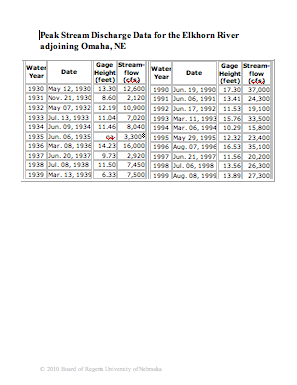 Peak Stream Discharge Data for the Elkhorn River
adjoining Omaha, NE
Water Year Date Gage Height (feet) Stream-flow (cfs) Water Year Date Gage Height (feet) Stream-flow (cfs)
1930 May 12, 1930 13.30 12,600 1990 Jun. 19, 1990 17.30 37,000
1931 Nov. 21, 1930 8.60 2,120 1991 Jun. 06, 1991 13.41 24,300
1932 May 07, 1932 12.19 10,900 1992 Jun. 17, 1992 11.53 19,100
1933 Jul. 13, 1933 11.04 7,020 1993 Mar. 11, 1993 15.76 33,500
1934 Jun. 09, 1934 11.46 8,040 1994 Mar. 06, 1994 10.29 15,800
1935 Jun. 06, 1935 3,300 1995 May 29, 1995 12.32 23,400
1936 Mar. 08, 1936 14.23 16,000 1996 Aug. 07, 1996 16.53 35,100
1937 Jun. 20, 1937 9.73 2,920 1997 Jun. 21, 1997 11.56 20,200
1938 Jul. 08, 1938 11.50 7,450 1998 Jul. 06, 1998 13.56 26,300
1939 Mar. 13, 1939 6.33 7,500 1999 Aug. 08, 1999 13.89 27,300
© 2010 Board of Regents University of Nebraska